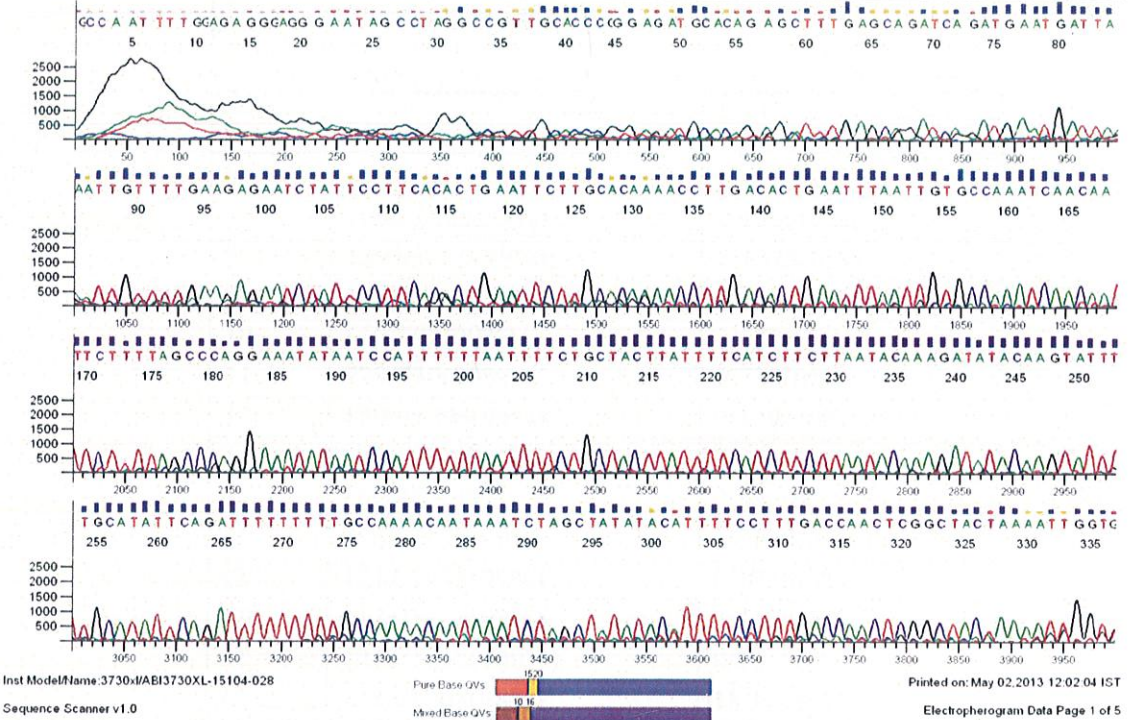 GCCA AT TTT TGGAGAGGGAGG GAATAGCCTAGGCCGTTGCACCCCGGAGATGCACAGAGCTTTGAGCAGATCAGATGAATGATTA
5 10 15 20 25 30 35 40 45 50 55 60 65 70 75 80
2500
2000
1500
1000
500
50 100 150 200 250 300 350 400 450 500 550 600 650 700 750 800 850 900 950
AATTGTTTTGAAGAGAATCTATTCCTTCACACTGAATTCTTGCACAAAACCTTGACACTGAATTTAATTGTGCCAAATCAACAA
90 95 100 105 110 115 120 125 130 135 140 145 150 155 160 165
2500
2000
1500
1000
500
1050 1100 1150 1200 1250 1300 1350 1400 1450 1500 1550 1600 1650 1700 1750 1800 1850 1900 1950
TTCTTTTAGCCCAGGAAATATAATCCATTTTTTTAATTTTCTGCTACTTATTTTCATCTTCTTAATACAAAGATATACAAGTATTT
170 175 180 185 190 195 200 205 210 215 220 225 230 235 240 245 250
2500
2000
1500
1000
500
2050 2100 2150 2200 2250 2300 2350 2400 2450 2500 2550 2600 2650 2700 2750 2800 2850 2900 2950
TGCATATTCAGATTTTTTTTTGCCAAAACAATAAATCTAGCTATATACATTTTCCTTTGACCAACTCGGCTACTAAAATTGGTG
255 260 265 270 275 280 285 290 295 300 305 310 315 320 325 330 335
2500
2000
1500
1000
500
3050 3100 3150 3200 3250 3300 3350 3400 3450 3500 3550 3600 3650 3700 3750 3800 3850 3900 3950
Inst Model/Name:3730xl/ABI3730XL-15104-028
Pure Base QVs
1520
Printed on: May 02,2013 12:02:04 IST
Sequence Scanner v1.0
Mixed Base QVs
10 16
Electropherogram Data Page 1 of 5